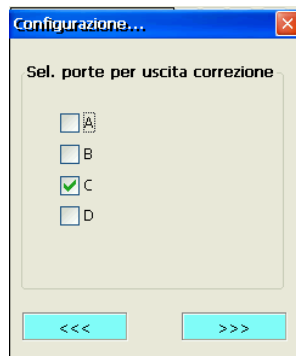 Configurazione...
Sel. porte per uscita correzione
A
B
C
D
<<<
>>>